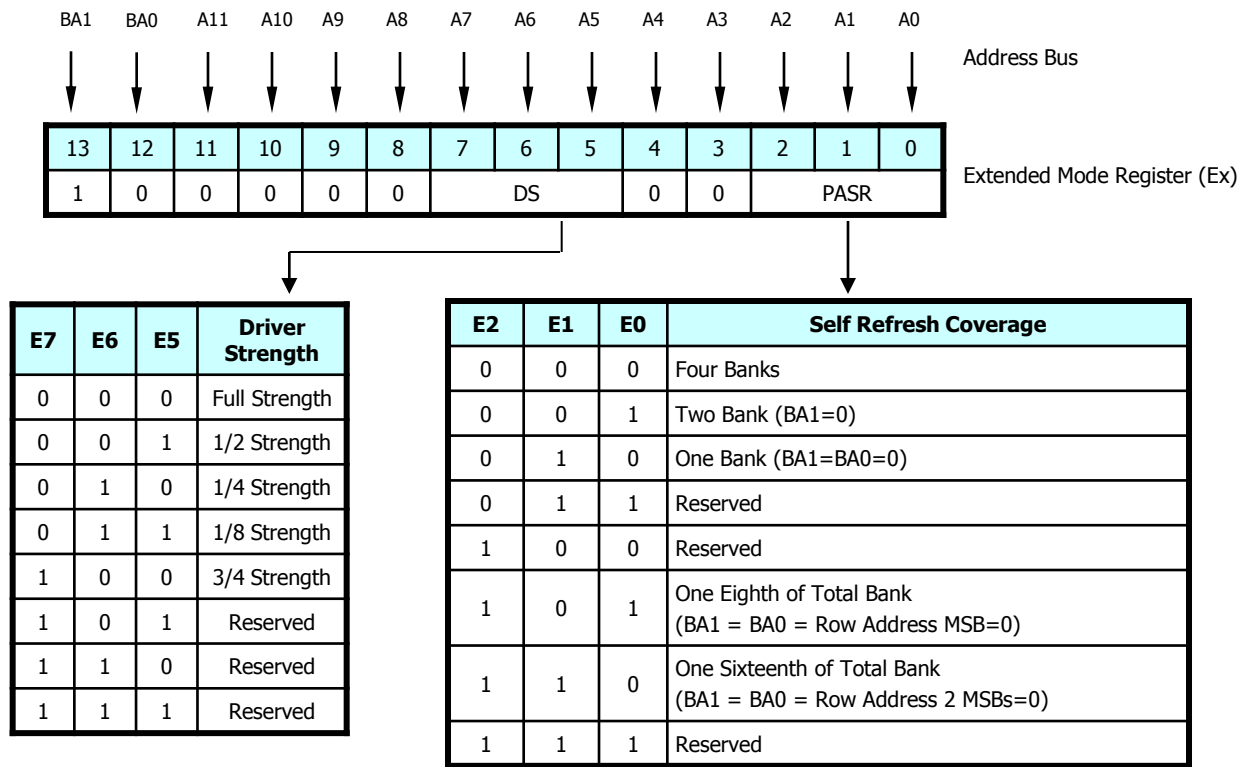 BA1 BA0 A11 A10 A9 A8 A7 A6 A5 A4 A3 A2 A1 A0
Address Bus
13 12 11 10 9 8 7 6 5 4 3 2 1 0
1 0 0 0 0 0 DS 0 0 PASR
Extended Mode Register (Ex)
E7 E6 E5 Driver Strength
0 0 0 Full Strength
0 0 1 1/2 Strength
0 1 0 1/4 Strength
0 1 1 1/8 Strength
1 0 0 3/4 Strength
1 0 1 Reserved
1 1 0 Reserved
1 1 1 Reserved
E2 E1 E0 Self Refresh Coverage
0 0 0 Four Banks
0 0 1 Two Bank (BA1=0)
0 1 0 One Bank (BA1=BA0=0)
0 1 1 Reserved
1 0 0 Reserved
1 0 1 One Eighth of Total Bank
(BA1 = BA0 = Row Address MSB=0)
1 1 0 One Sixteenth of Total Bank
(BA1 = BA0 = Row Address 2 MSBs=0)
1 1 1 Reserved